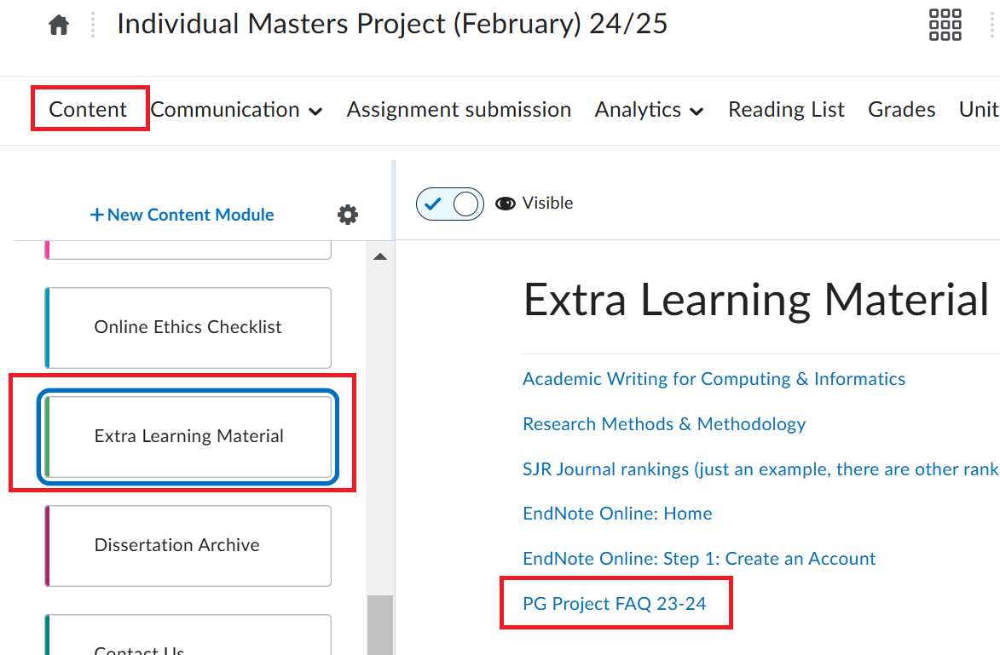 Individual Masters Project (February) 24/25
Content Communication Assignment submission Analytics Reading List Grades Unit
+ New Content Module
Visible
Extra Learning Material
Online Ethics Checklist
Extra Learning Material
Dissertation Archive
Contact Us
Academic Writing for Computing & Informatics
Research Methods & Methodology
SJR Journal rankings (just an example, there are other rank
EndNote Online: Home
EndNote Online: Step 1: Create an Account
PG Project FAQ 23-24